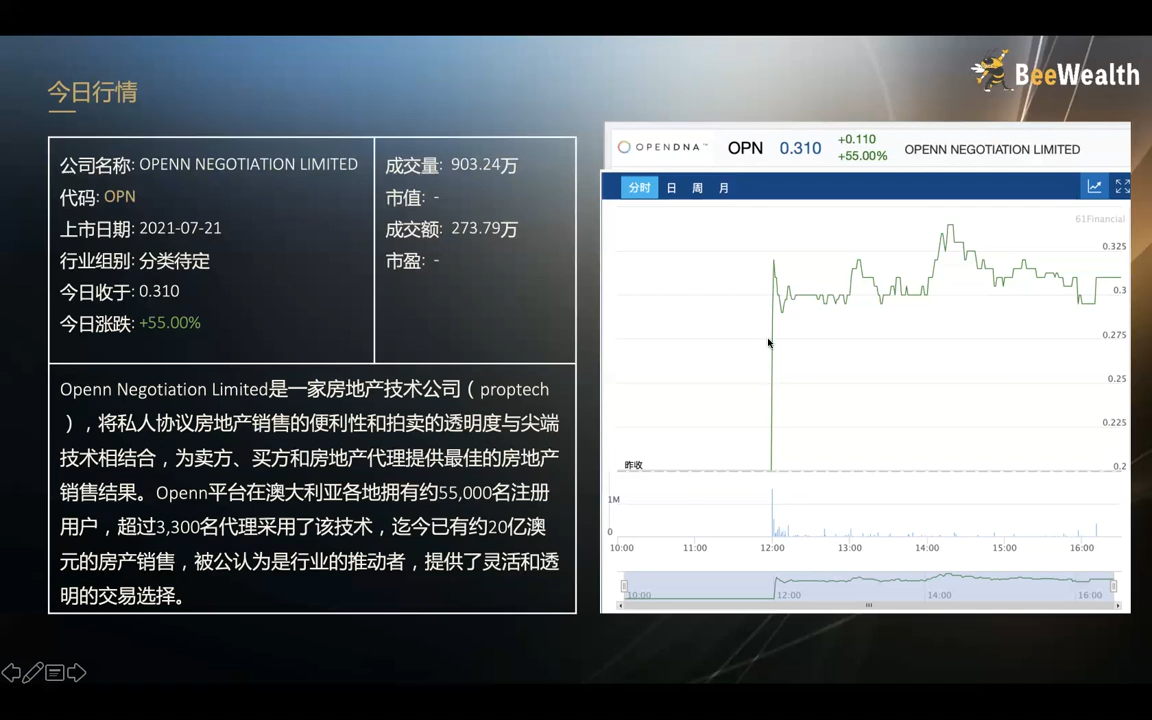 今日行情
BeeWealth
公司名称: OPENN NEGOTIATION LIMITED
代码: OPN
上市日期: 2021-07-21
行业组别: 分类待定
今日收于: 0.310
今日涨跌: +55.00%
成交量: 903.24万
市值: -
成交额: 273.79万
市盈: -
Openn Negotiation Limited是一家房地产技术公司（proptech
），将私人协议房地产销售的便利性和拍卖的透明度与尖端
技术相结合，为卖方、买方和房地产代理提供最佳的房地产
销售结果。Openn平台在澳大利亚各地拥有约55,000名注册
用户，超过3,300名代理采用了该技术，迄今已有约20亿澳
元的房产销售，被公认为是行业的推动者，提供了灵活和透
明的交易选择。
OPENDNA™ OPN 0.310 +0.110 +55.00% OPENN NEGOTIATION LIMITED
分时 日 周 月
61Financial
0.325
0.3
0.275
0.25
0.225
昨收
0.2
1M
0
10:00 11:00 12:00 13:00 14:00 15:00 16:00
10:00 12:00 14:00 16:00